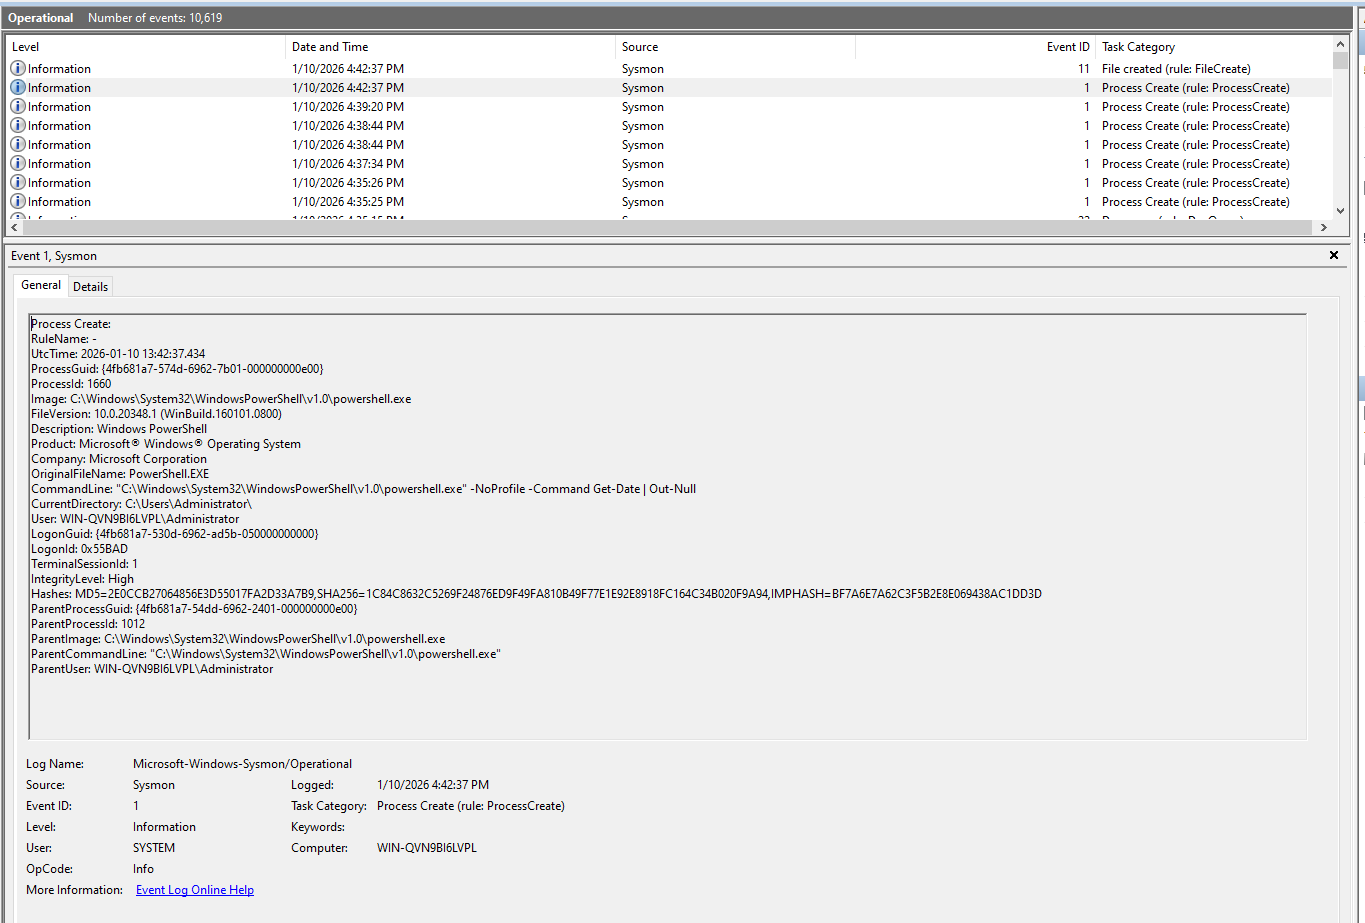 Operational Number of events: 10,619
Level Date and Time Source Event ID Task Category
Information 1/10/2026 4:42:37 PM Sysmon 11 File created (rule: FileCreate)
Information 1/10/2026 4:42:37 PM Sysmon 1 Process Create (rule: ProcessCreate)
Information 1/10/2026 4:39:20 PM Sysmon 1 Process Create (rule: ProcessCreate)
Information 1/10/2026 4:38:44 PM Sysmon 1 Process Create (rule: ProcessCreate)
Information 1/10/2026 4:38:44 PM Sysmon 1 Process Create (rule: ProcessCreate)
Information 1/10/2026 4:37:34 PM Sysmon 1 Process Create (rule: ProcessCreate)
Information 1/10/2026 4:35:26 PM Sysmon 1 Process Create (rule: ProcessCreate)
Information 1/10/2026 4:35:25 PM Sysmon 1 Process Create (rule: ProcessCreate)
Event 1, Sysmon
General Details
Process Create:
RuleName: -
UtcTime: 2026-01-10 13:42:37.434
ProcessGuid: {4fb681a7-574d-6962-7b01-000000000e00}
ProcessId: 1660
Image: C:\Windows\System32\WindowsPowerShell\v1.0\powershell.exe
FileVersion: 10.0.20348.1 (WinBuild.160101.0800)
Description: Windows PowerShell
Product: Microsoft® Windows® Operating System
Company: Microsoft Corporation
OriginalFileName: PowerShell.EXE
CommandLine: "C:\Windows\System32\WindowsPowerShell\v1.0\powershell.exe" -NoProfile -Command Get-Date | Out-Null
CurrentDirectory: C:\Users\Administrator\
User: WIN-QVN9BI6LVPL\Administrator
LogonGuid: {4fb681a7-530d-6962-ad5b-050000000000}
LogonId: 0x55BAD
TerminalSessionId: 1
IntegrityLevel: High
Hashes: MD5=2E0CCB27064856E3D55017FA2D33A7B9,SHA256=1C84C8632C5269F24876ED9F49FA810B49F77E1E92E8918FC164C34B020F9A94,IMPHASH=BF7A6E7A62C3F5B2E8E069438AC1DD3D
ParentProcessGuid: {4fb681a7-54dd-6962-2401-000000000e00}
ParentProcessId: 1012
ParentImage: C:\Windows\System32\WindowsPowerShell\v1.0\powershell.exe
ParentCommandLine: "C:\Windows\System32\WindowsPowerShell\v1.0\powershell.exe"
ParentUser: WIN-QVN9BI6LVPL\Administrator
Log Name: Microsoft-Windows-Sysmon/Operational
Source: Sysmon Logged: 1/10/2026 4:42:37 PM
Event ID: 1 Task Category: Process Create (rule: ProcessCreate)
Level: Information Keywords:
User: SYSTEM Computer: WIN-QVN9BI6LVPL
OpCode: Info
More Information: Event Log Online Help